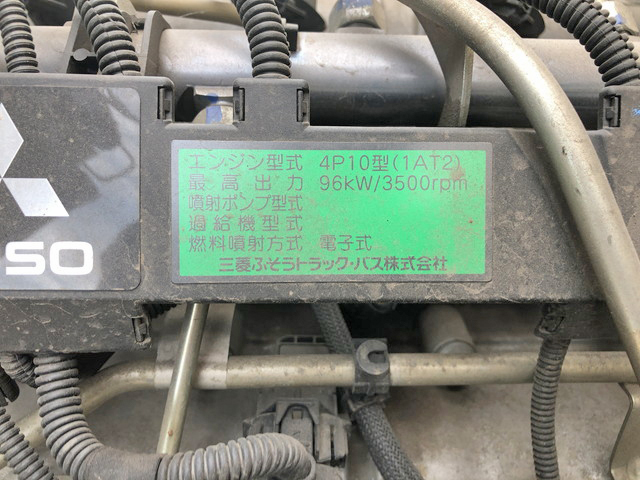 エンジン型式 4P10型(1AT2)
最高出力 96kW/3500rpm
噴射ポンプ型式
過給機型式
燃料噴射方式 電子式
三菱ふそうトラック・バス株式会社
SO